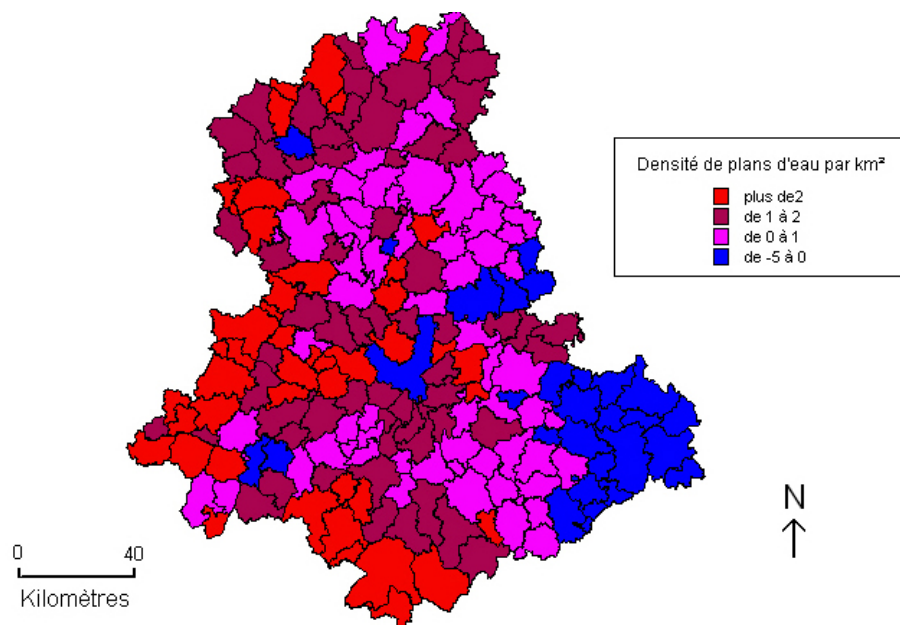 Densité de plans d'eau par km²
plus de2
de 1 à 2
de 0 à 1
de -5 à 0
N
0 40
Kilomètres